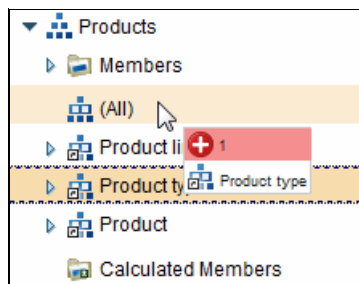 Products
Members
(All)
Product li
1
Product ty
Product type
Product
Calculated Members